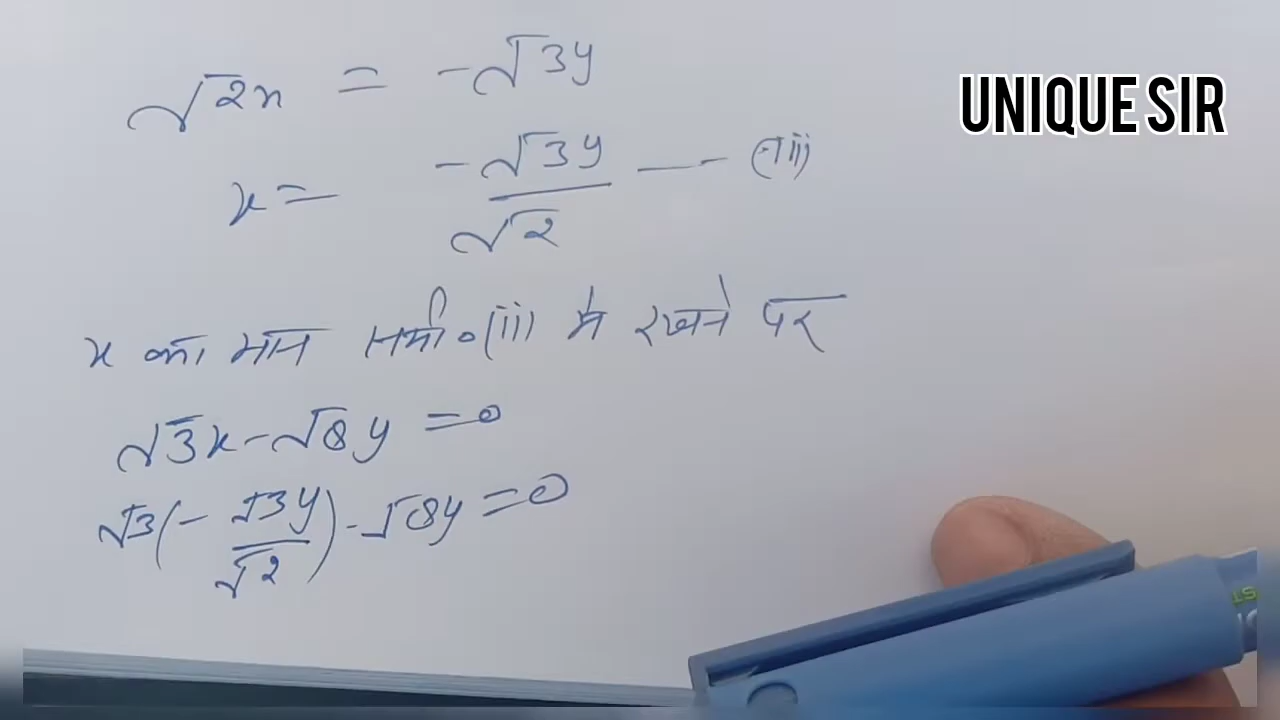 √2x = -√3y
UNIQUE SIR
x = -√3y/√2 — (iii)
x का मान समी०(ii) मे रखने पर
√3x - √8y = 0
√3(-√3y/√2) - √8y = 0